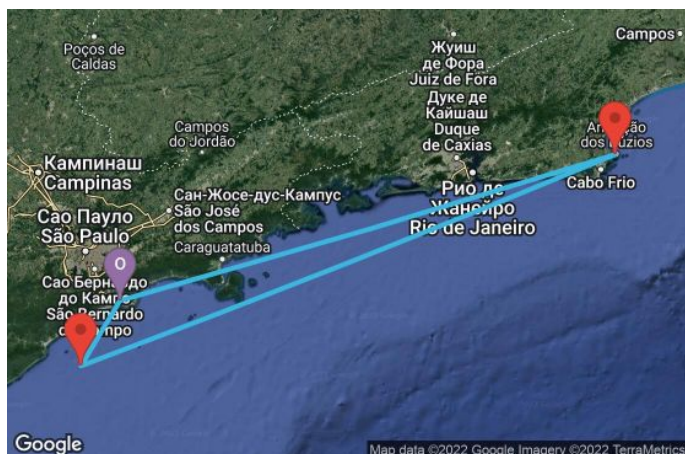 Poços de
Caldas
Жуиш
де Фора
Juiz de Fora
Campos
Дуке де
Кайшаш
Duque
de Caxias
Campos
do Jordão
Кампинаш
Campinas
Сан-Жосе-дус-Кампус
São José
dos Campos
Сао Пауло
São Paulo
Caraguatatuba
Рио де
Жанейро
Rio de Janeiro
Cabo Frio
O
Сао Бернардо
до Кампо
São Bernardo
Google
Map data ©2022 Google Imagery ©2022 TerraMetrics